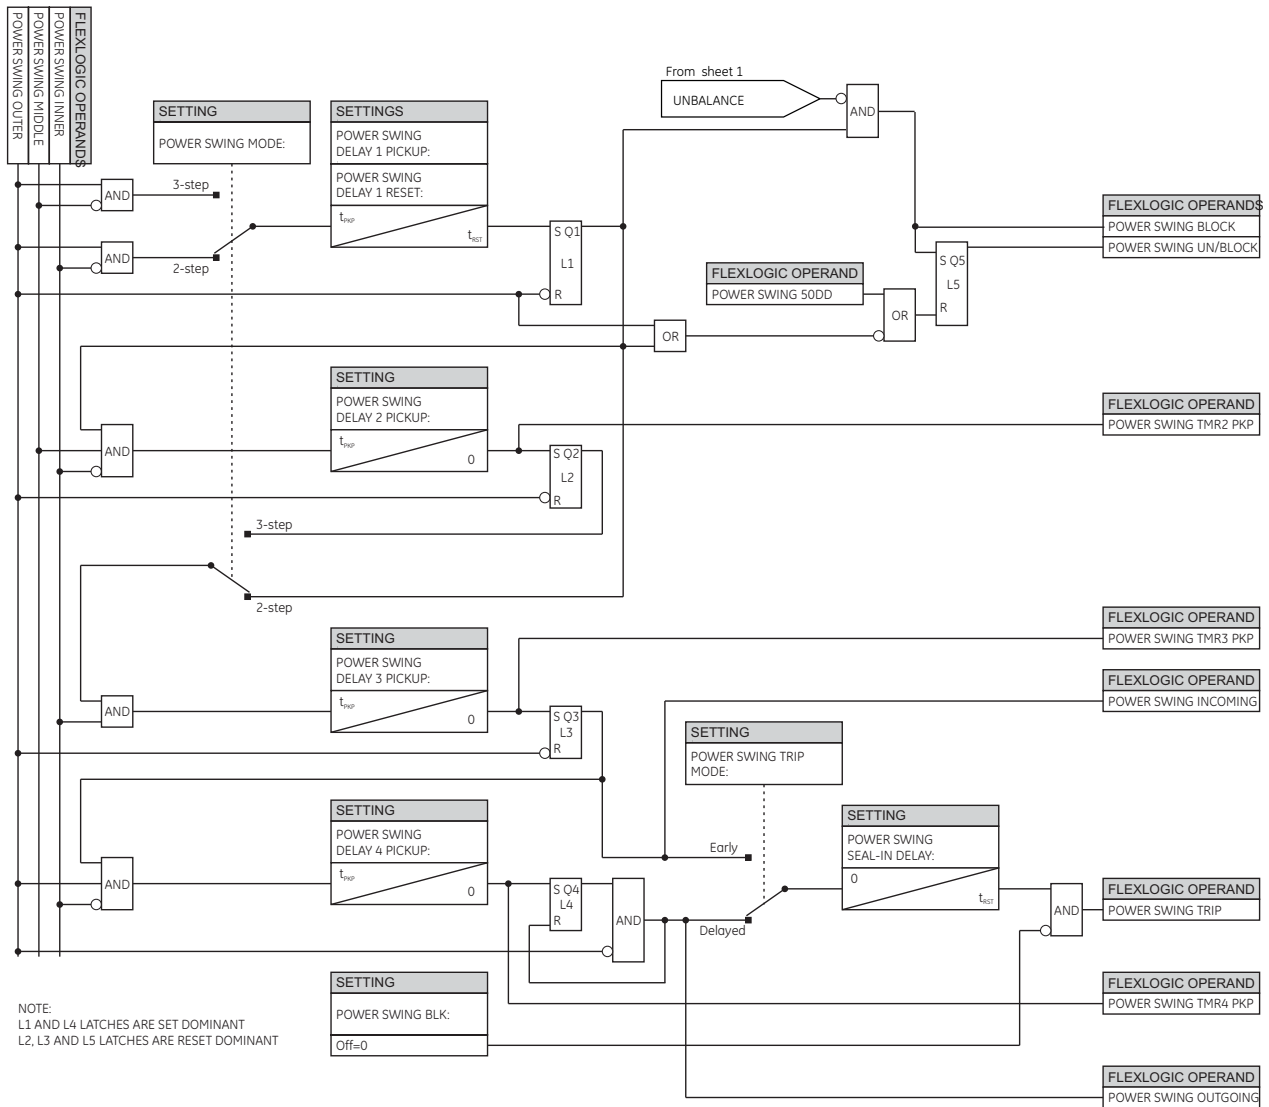 POWER SWING OUTER
POWER SWING MIDDLE
POWER SWING INNER
FLEXLOGIC OPERANDS
From sheet 1
UNBALANCE
AND
SETTING
POWER SWING MODE:
SETTINGS
POWER SWING
DELAY 1 PICKUP:
POWER SWING
DELAY 1 RESET:
tPKP
tRST
AND
3-step
AND
2-step
S Q1
L1
R
FLEXLOGIC OPERANDS
POWER SWING BLOCK
POWER SWING UN/BLOCK
S Q5
L5
R
FLEXLOGIC OPERAND
POWER SWING 50DD
OR
OR
SETTING
POWER SWING
DELAY 2 PICKUP:
tPKP
0
AND
S Q2
L2
R
FLEXLOGIC OPERAND
POWER SWING TMR2 PKP
3-step
2-step
SETTING
POWER SWING
DELAY 3 PICKUP:
tPKP
0
AND
S Q3
L3
R
FLEXLOGIC OPERAND
POWER SWING TMR3 PKP
FLEXLOGIC OPERAND
POWER SWING INCOMING
SETTING
POWER SWING TRIP
MODE:
SETTING
POWER SWING
DELAY 4 PICKUP:
tPKP
0
AND
S Q4
L4
R
AND
Early
Delayed
SETTING
POWER SWING
SEAL-IN DELAY:
0
tRST
AND
FLEXLOGIC OPERAND
POWER SWING TRIP
SETTING
POWER SWING BLK:
Off=0
FLEXLOGIC OPERAND
POWER SWING TMR4 PKP
NOTE:
L1 AND L4 LATCHES ARE SET DOMINANT
L2, L3 AND L5 LATCHES ARE RESET DOMINANT
FLEXLOGIC OPERAND
POWER SWING OUTGOING